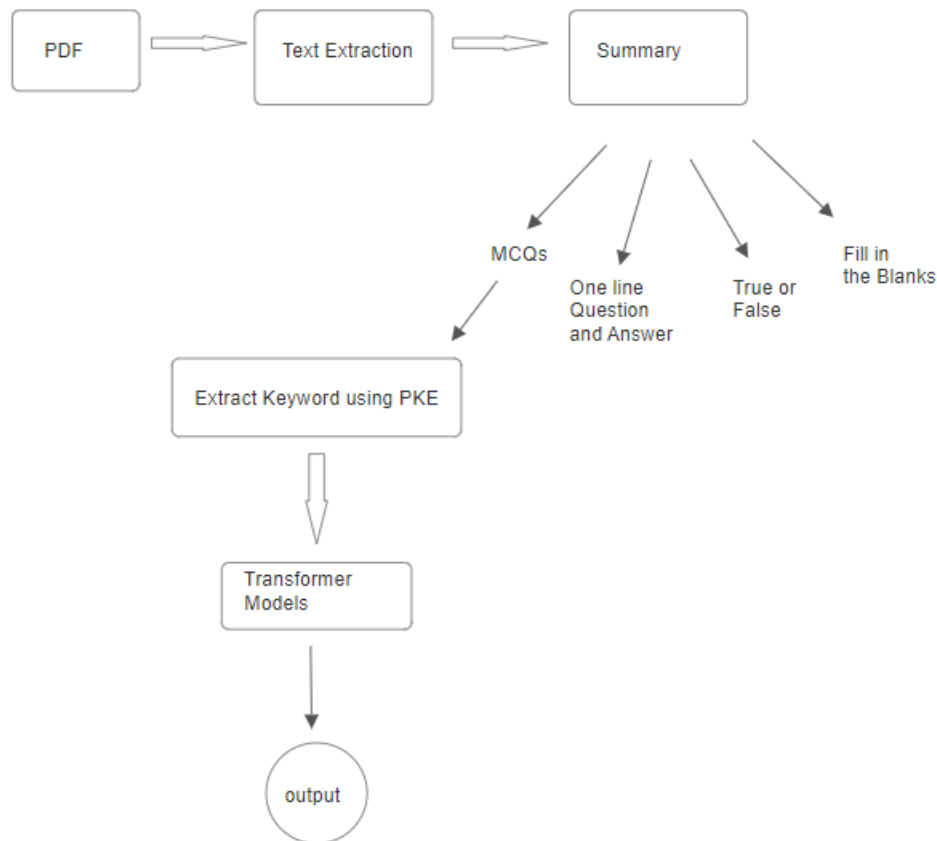 PDF
Text Extraction
Summary
MCQs
One line
Question
and Answer
True or
False
Fill in
the Blanks
Extract Keyword using PKE
Transformer
Models
output